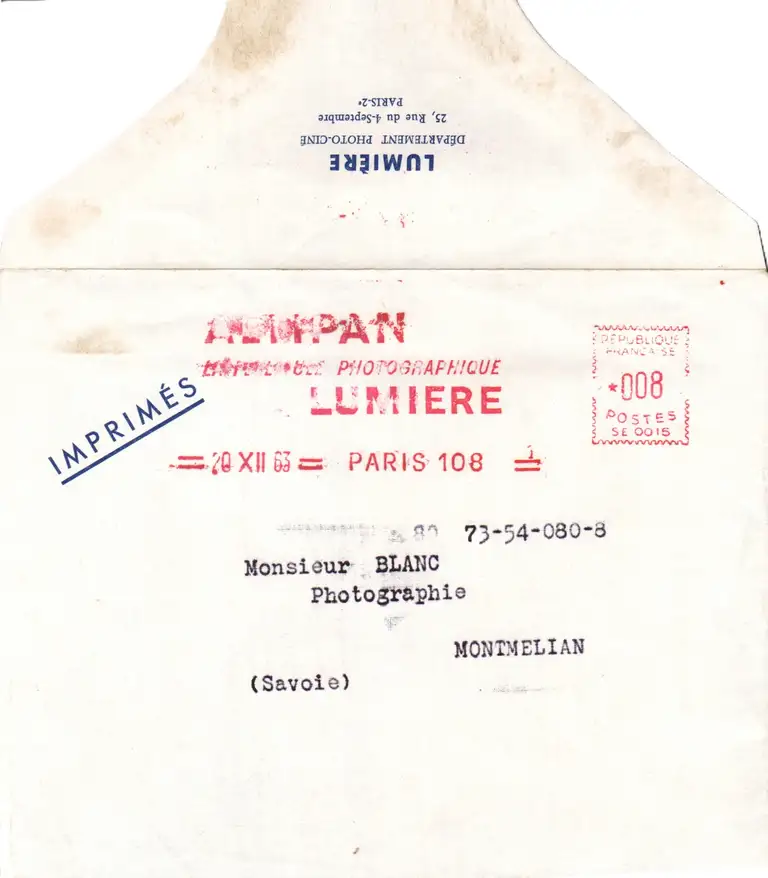 LUMIÈRE
DÉPARTEMENT PHOTO-CINÉ
25, Rue du 4-Septembre
PARIS-2e
PHOTOGRAPHIQUE
LUMIERE
RÉPUBLIQUE
FRANÇAISE
*008
POSTES
SE 0015
IMPRIMÉS
20 XII 63 = PARIS 108
73-54-080-8
Monsieur BLANC
Photographie
MONTMELIAN
(Savoie)